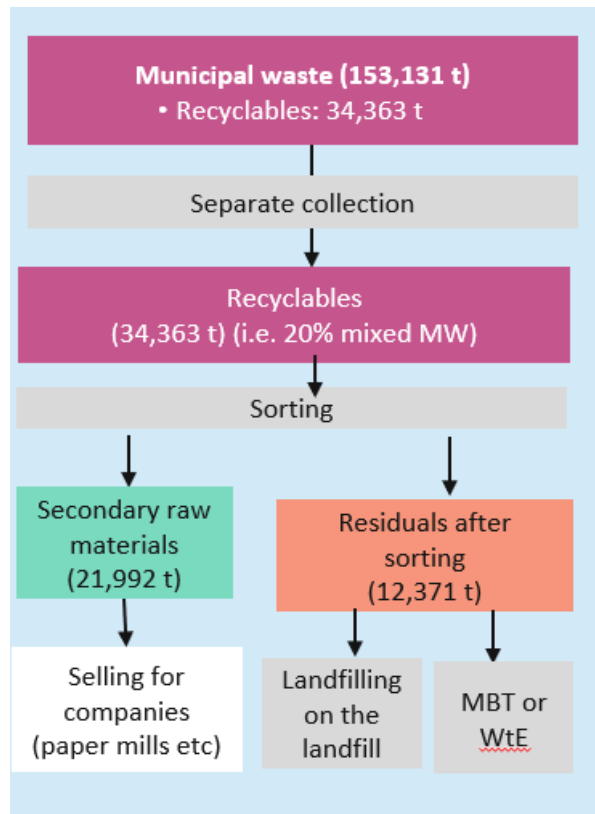 Municipal waste (153,131 t)
• Recyclables: 34,363 t
Separate collection
Recyclables
(34,363 t) (i.e. 20% mixed MW)
Sorting
Secondary raw
materials
(21,992 t)
Residuals after
sorting
(12,371 t)
Selling for
companies
(paper mills etc)
Landfilling
on the
landfill
MBT or
WtE